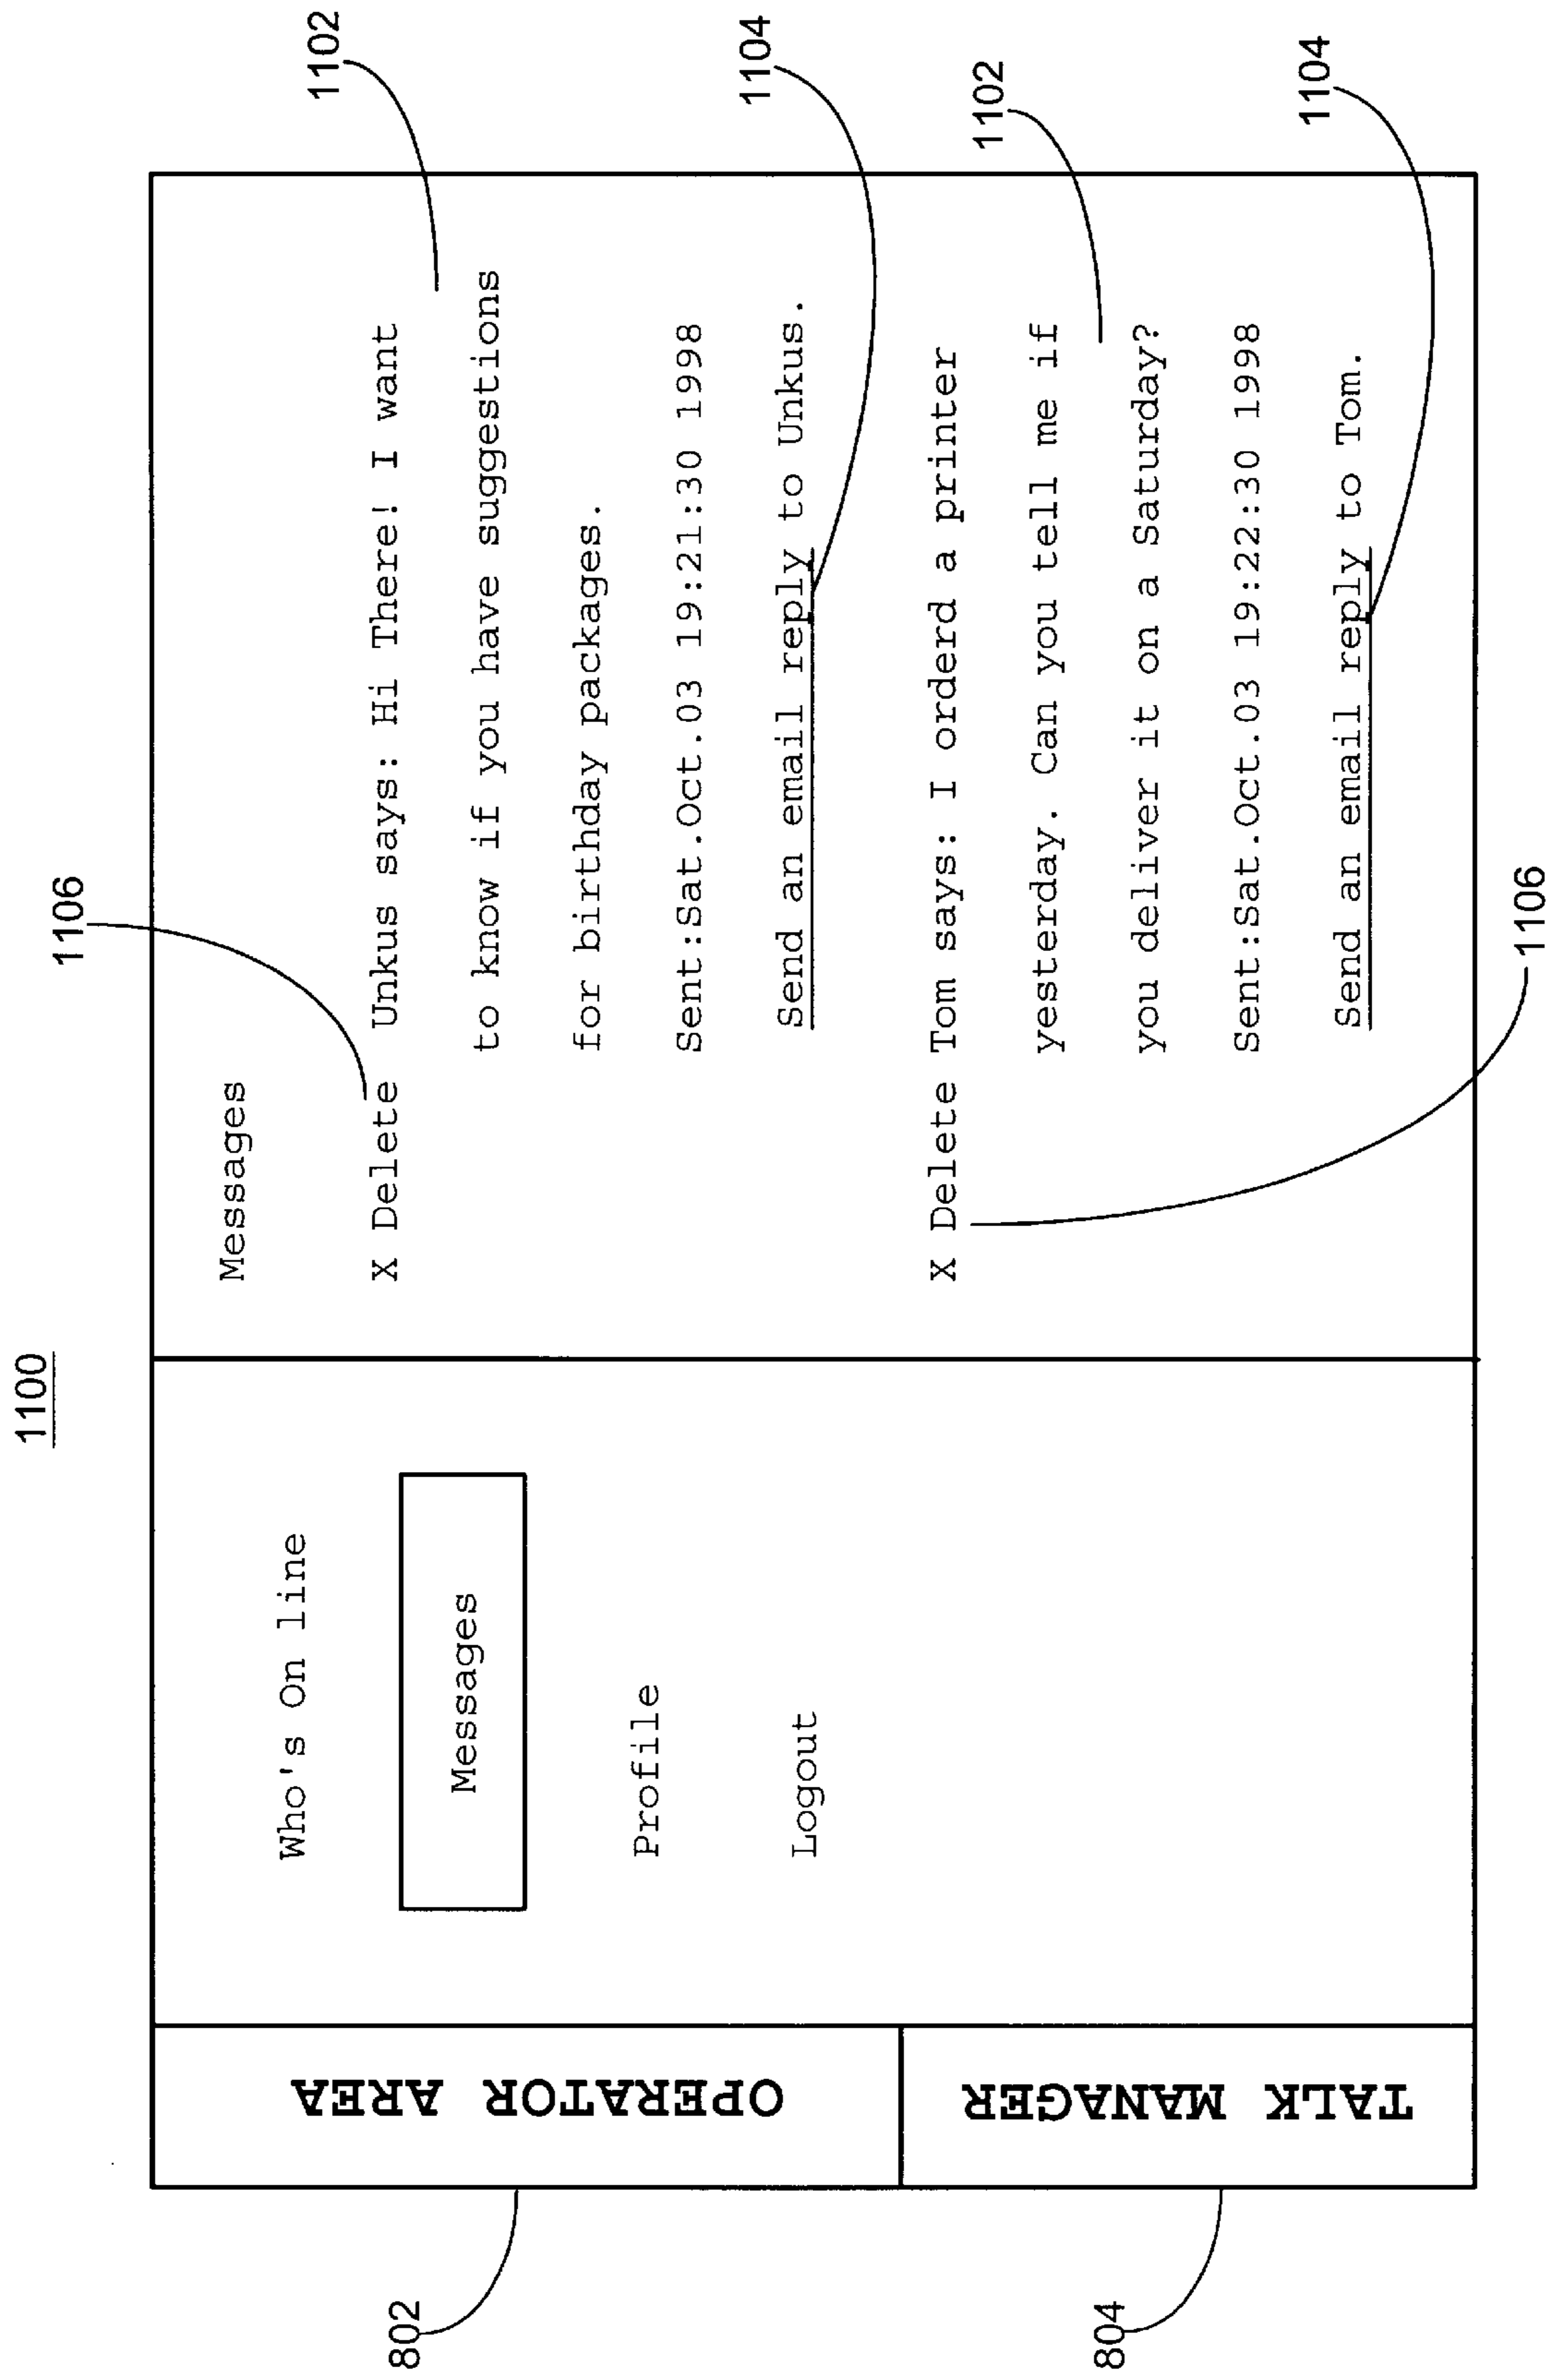 1100
802
804
OPERATOR AREA
TALK MANAGER
Who's On line
Messages
Profile
Logout
1106
Messages
X Delete Unkus says: Hi There! I want
to know if you have suggestions
for birthday packages.
Sent:Sat.Oct.03 19:21:30 1998
Send an email reply to Unkus.
X Delete Tom says: I orderd a printer
yesterday. Can you tell me if
you deliver it on a Saturday?
Sent:Sat.Oct.03 19:22:30 1998
Send an email reply to Tom.
1102
1104
1102
1104
1106